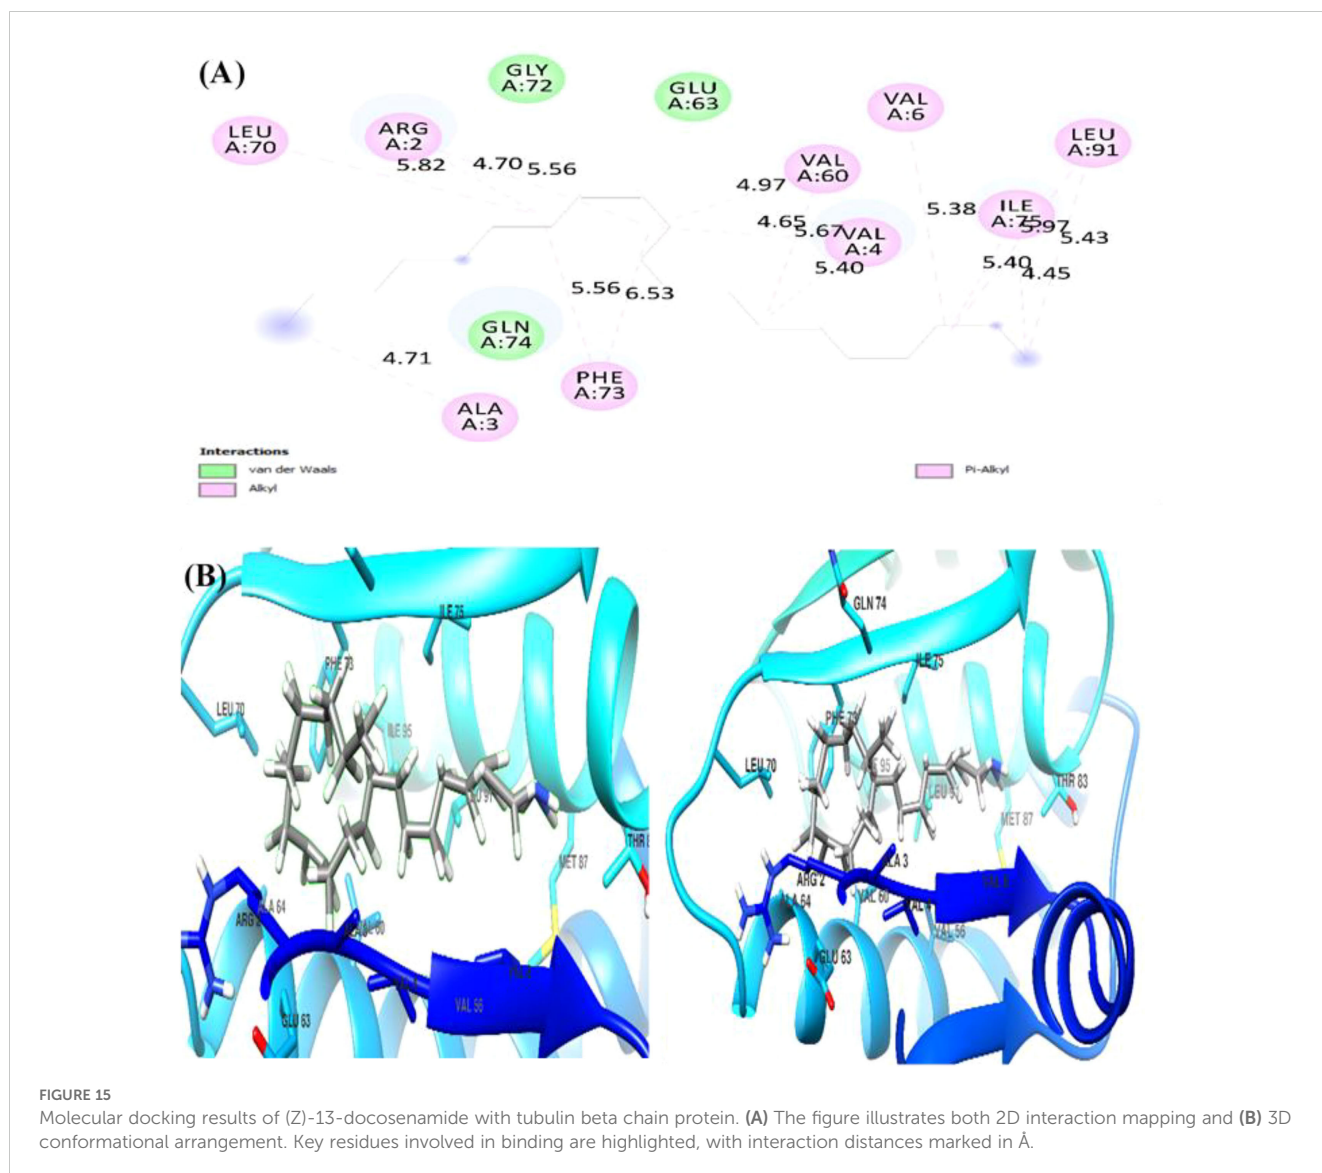 (A)
GLY
A:72
GLU
A:63
VAL
A:6
LEU
A:70
ARG
A:2
LEU
A:91
VAL
A:60
5.82
4.70
5.56
4.97
ILE
A:75
5.38
5.97
5.43
4.65
5.67
VAL
A:4
5.40
5.40
4.45
5.56
6.53
GLN
A:74
4.71
PHE
A:73
ALA
A:3
Interactions
van der Waals
Alkyl
Pi-Alkyl
(B)
ILE 75
PHE 73
LEU 70
ILE 95
MET 87
ARG 2
VAL 56
GLU 63
GLN 74
ILE 75
LEU 70
THR 83
MET 87
ALA 3
ARG 2
VAL 60
VAL 56
GLU 63
FIGURE 15
Molecular docking results of (Z)-13-docosenamide with tubulin beta chain protein. (A) The figure illustrates both 2D interaction mapping and (B) 3D
conformational arrangement. Key residues involved in binding are highlighted, with interaction distances marked in Å.